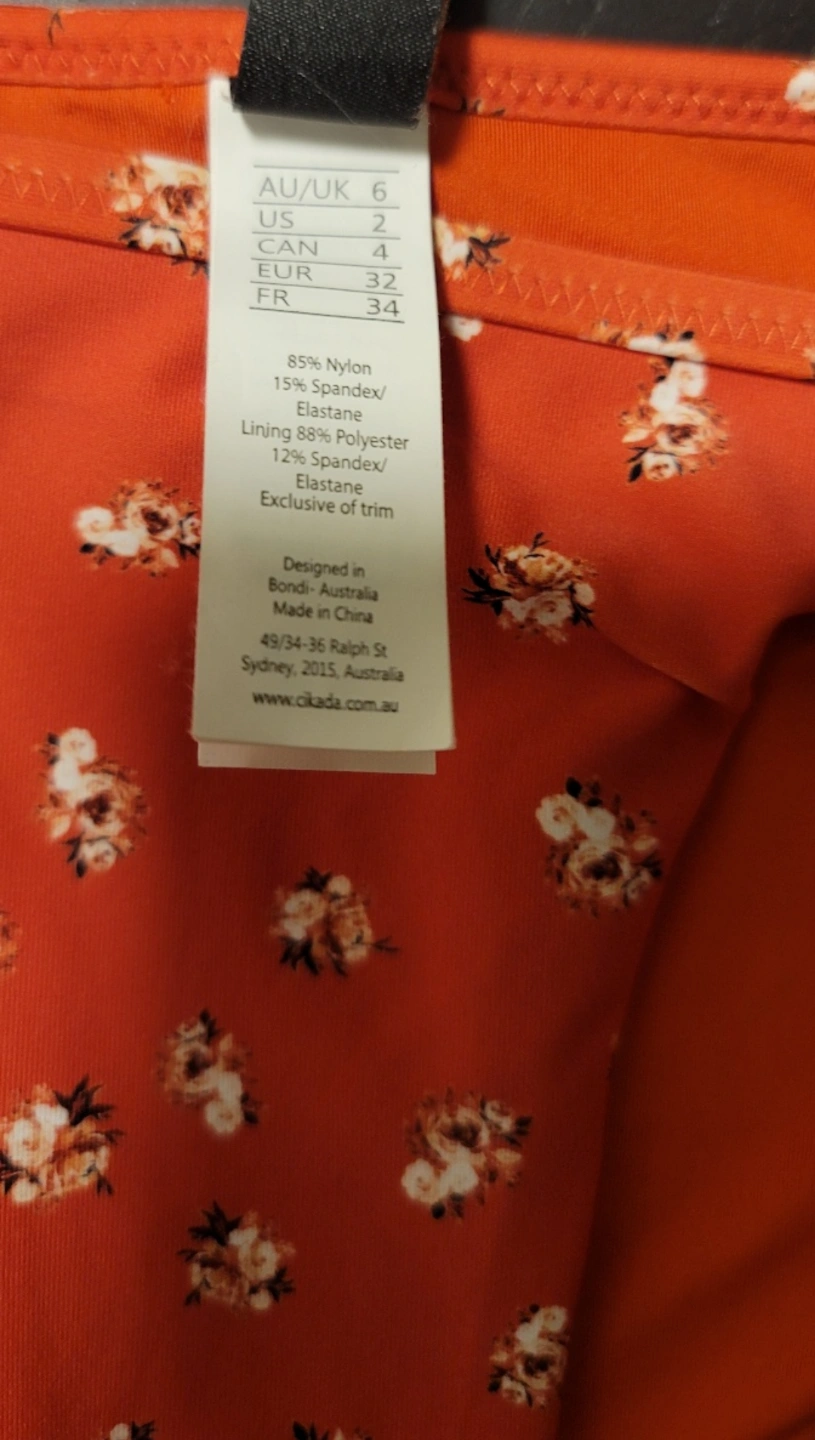 AU/UK 6
US 2
CAN 4
EUR 32
FR 34
85% Nylon
15% Spandex/
Elastane
Lining 88% Polyester
12% Spandex/
Elastane
Exclusive of trim
Designed in
Bondi- Australia
Made in China
49/34-36 Ralph St
Sydney, 2015, Australia
www.cikada.com.au